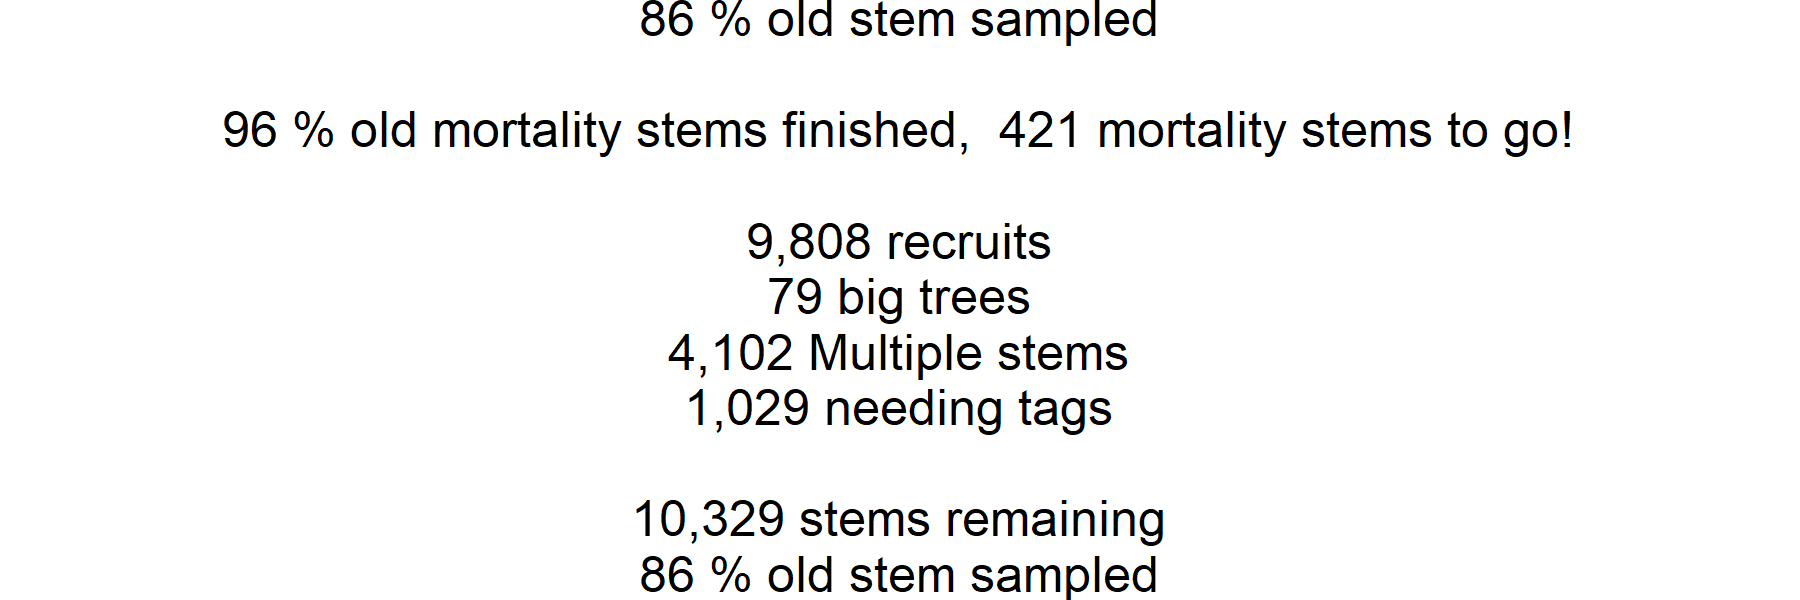 86 % old stem sampled
96 % old mortality stems finished,  421 mortality stems to go!
9,808 recruits
79 big trees
4,102 Multiple stems
1,029 needing tags
10,329 stems remaining
86 % old stem sampled